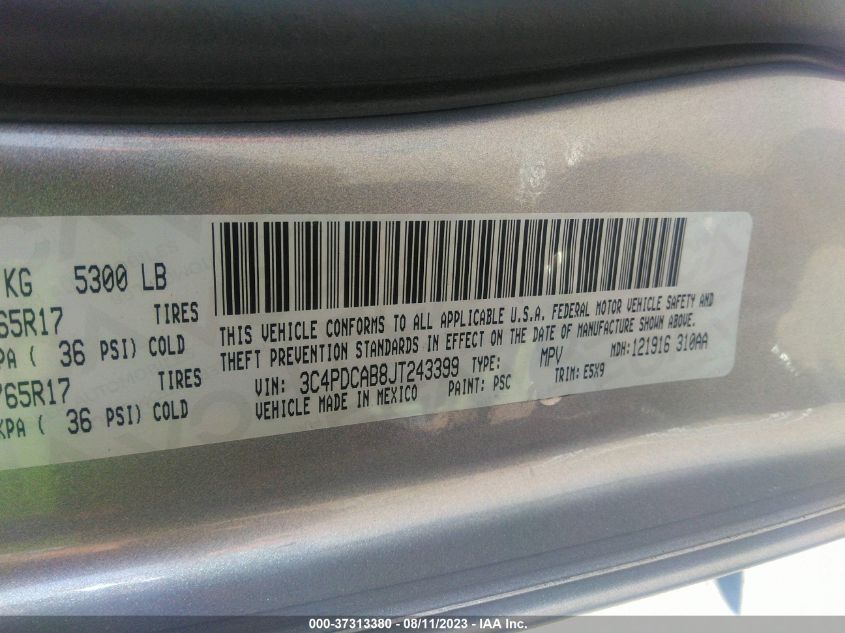 KG 5300 LB
65R17 TIRES
KPA ( 36 PSI) COLD
/65R17 TIRES
KPA ( 36 PSI) COLD
THIS VEHICLE CONFORMS TO ALL APPLICABLE U.S.A. FEDERAL MOTOR VEHICLE SAFETY AND
THEFT PREVENTION STANDARDS IN EFFECT ON THE DATE OF MANUFACTURE SHOWN ABOVE.
VIN: 3C4PDCAB8JT243399 TYPE: MPV MDH:121916 310AA
VEHICLE MADE IN MEXICO PAINT: PSC TRIM: E5X9
000-37313380 - 08/11/2023 - IAA Inc.